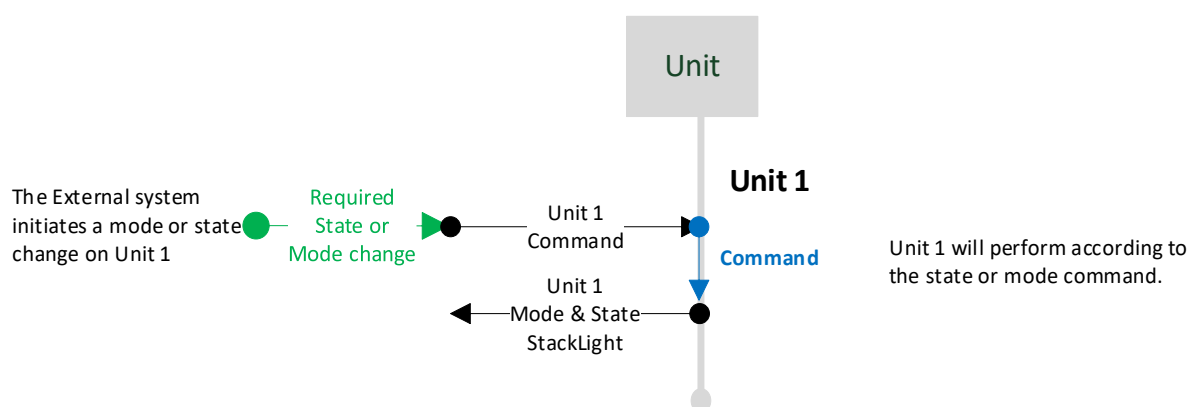 Unit
Unit 1
The External system
initiates a mode or state
change on Unit 1
Required
State or
Mode change
Unit 1
Command
Command
Unit 1 will perform according to
the state or mode command.
Unit 1
Mode & State
StackLight